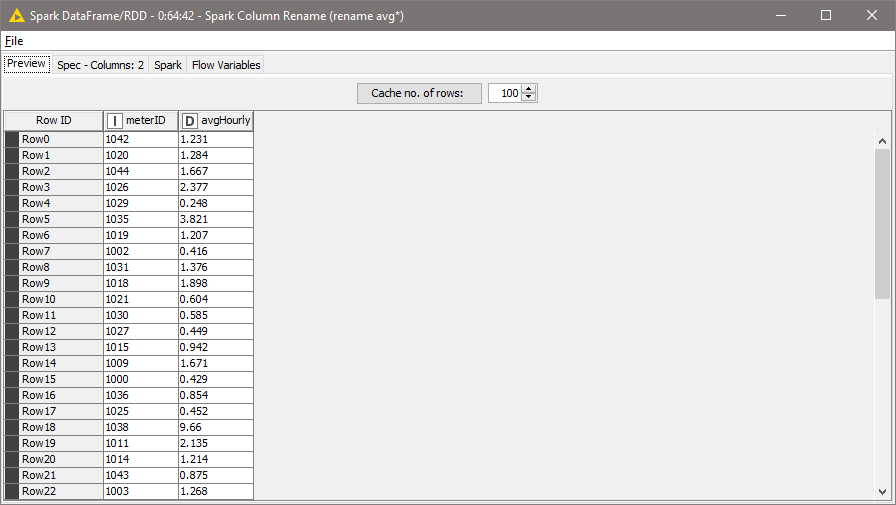 Spark DataFrame/RDD - 0:64:42 - Spark Column Rename (rename avg*)
File
Preview Spec - Columns: 2 Spark Flow Variables
Cache no. of rows: 100
Row ID I meterID D avgHourly
Row0 1042 1.231
Row1 1020 1.284
Row2 1044 1.667
Row3 1026 2.377
Row4 1029 0.248
Row5 1035 3.821
Row6 1019 1.207
Row7 1002 0.416
Row8 1031 1.376
Row9 1018 1.898
Row10 1021 0.604
Row11 1030 0.585
Row12 1027 0.449
Row13 1015 0.942
Row14 1009 1.671
Row15 1000 0.429
Row16 1036 0.854
Row17 1025 0.452
Row18 1038 9.66
Row19 1011 2.135
Row20 1014 1.214
Row21 1043 0.875
Row22 1003 1.268